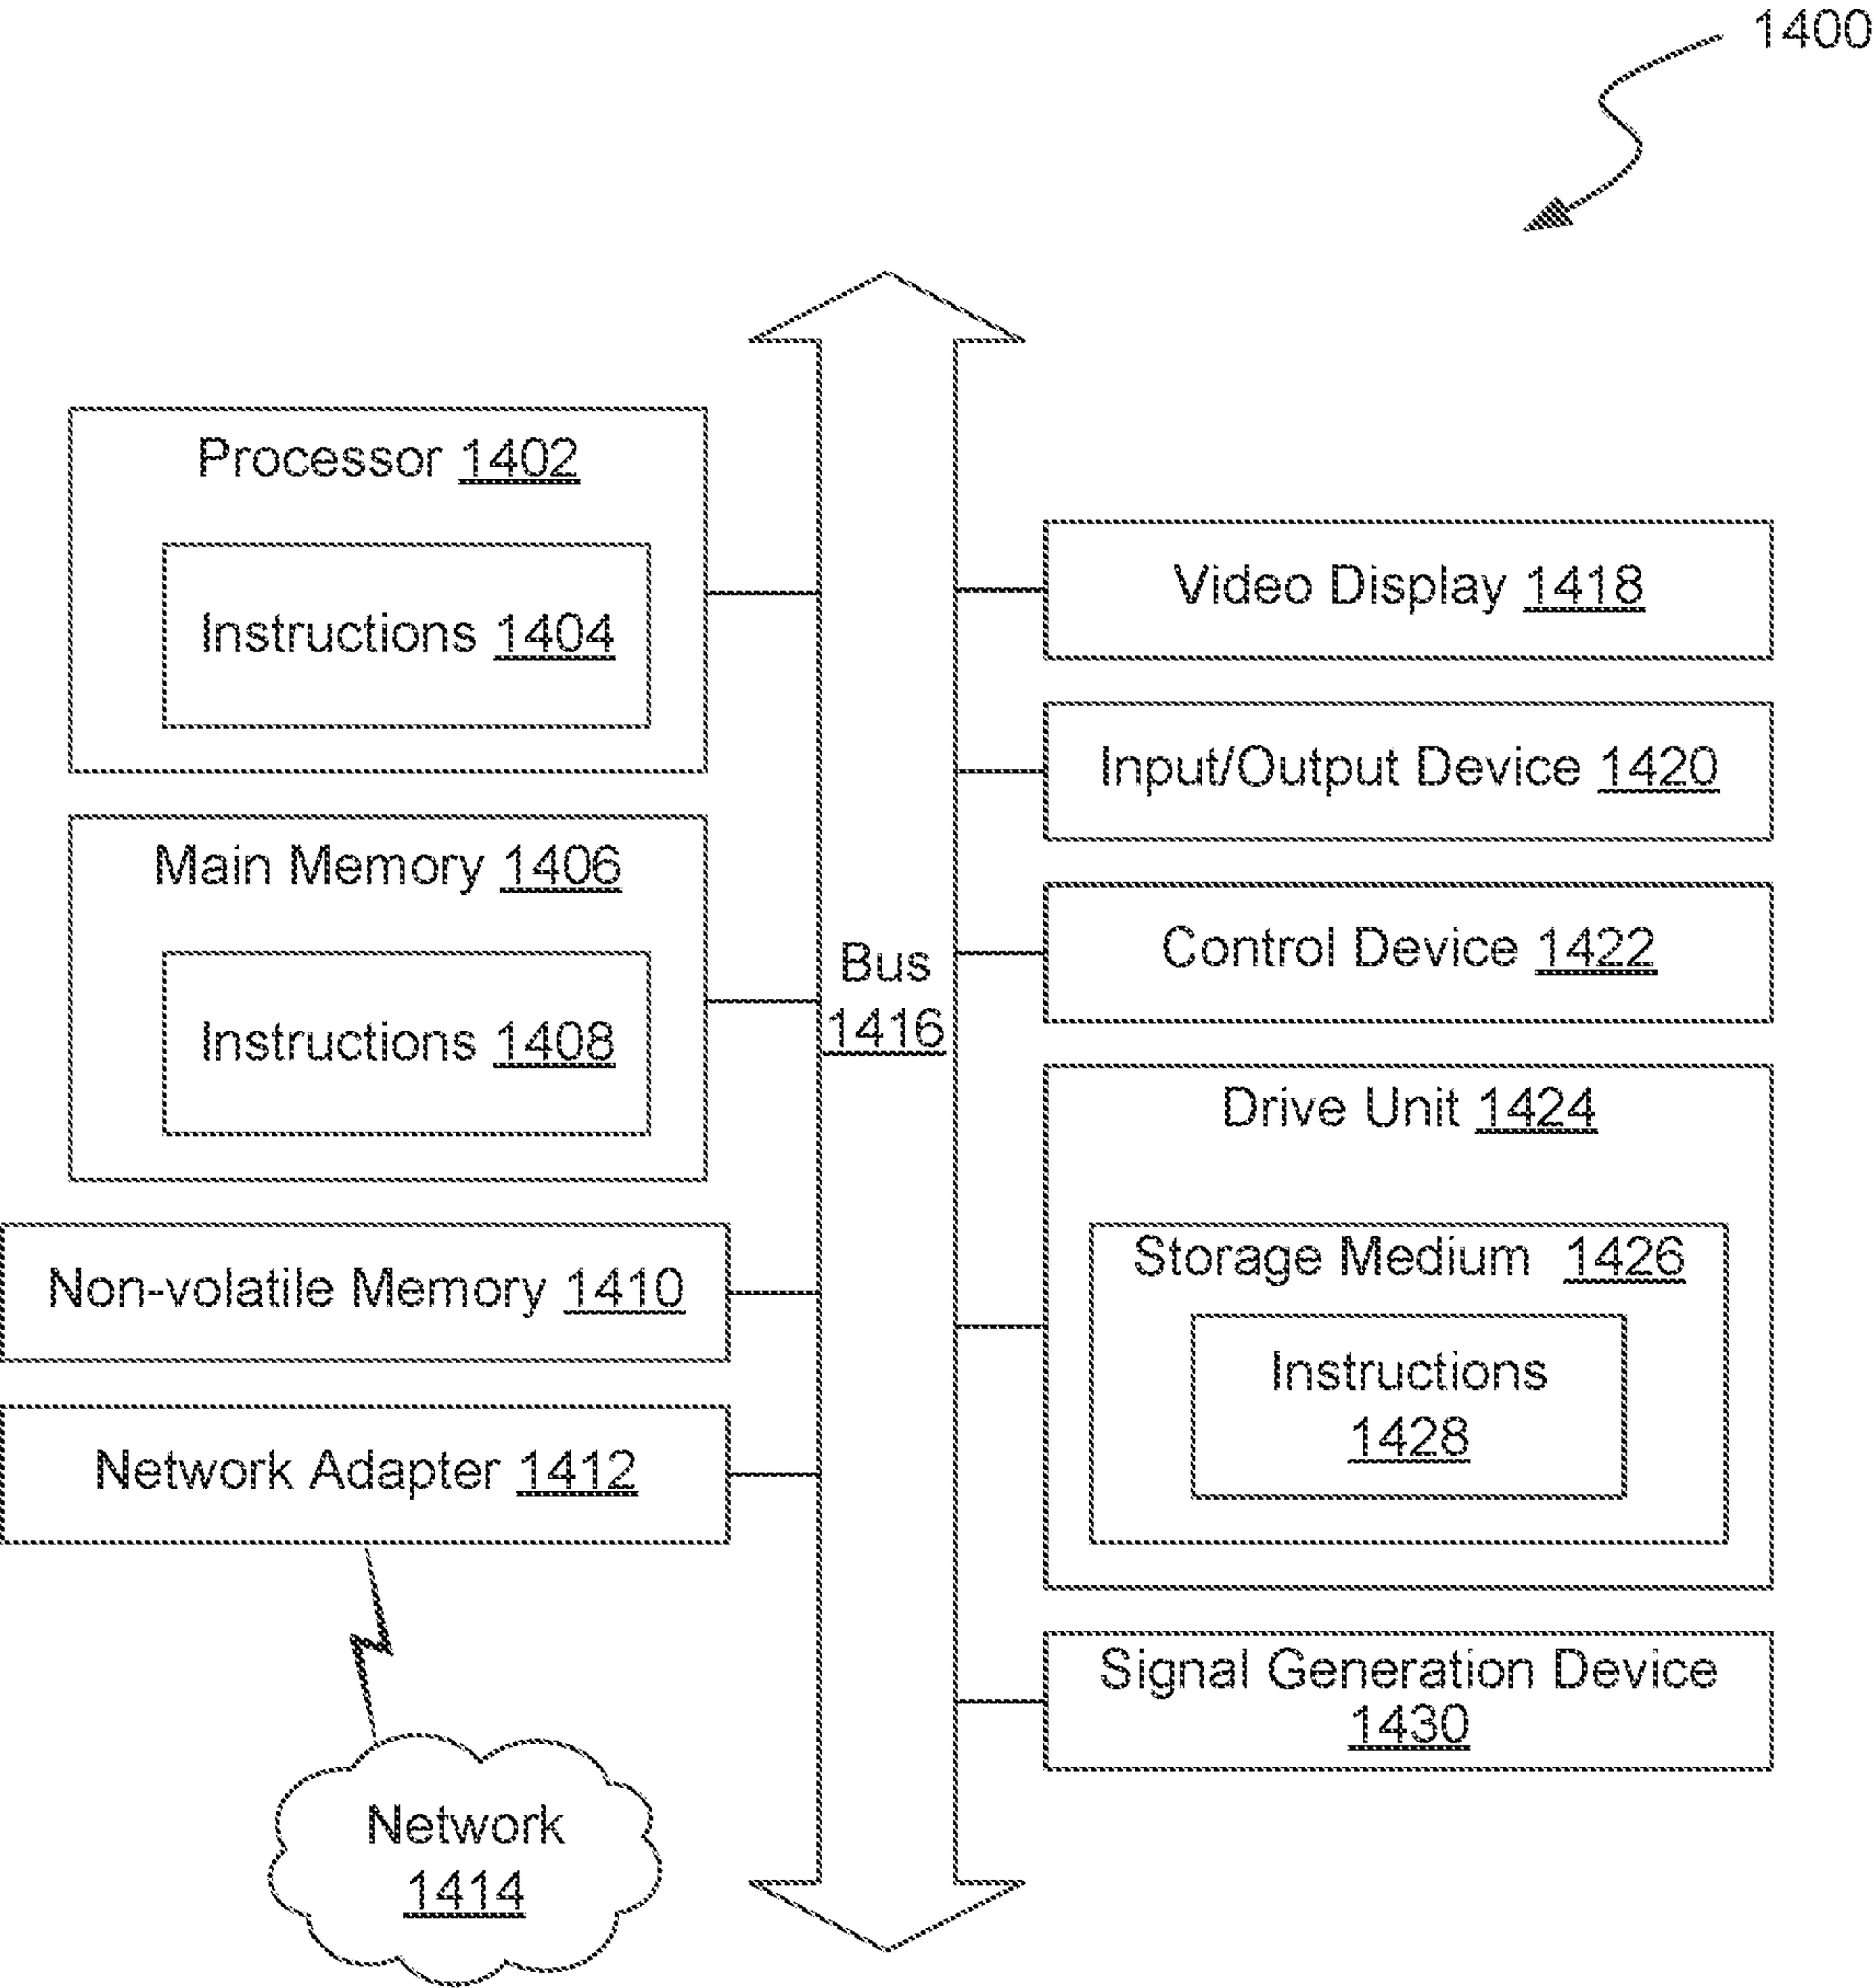 1400
Processor 1402
Instructions 1404
Main Memory 1406
Instructions 1408
Non-volatile Memory 1410
Network Adapter 1412
Network
1414
Bus
1416
Video Display 1418
Input/Output Device 1420
Control Device 1422
Drive Unit 1424
Storage Medium 1426
Instructions
1428
Signal Generation Device
1430